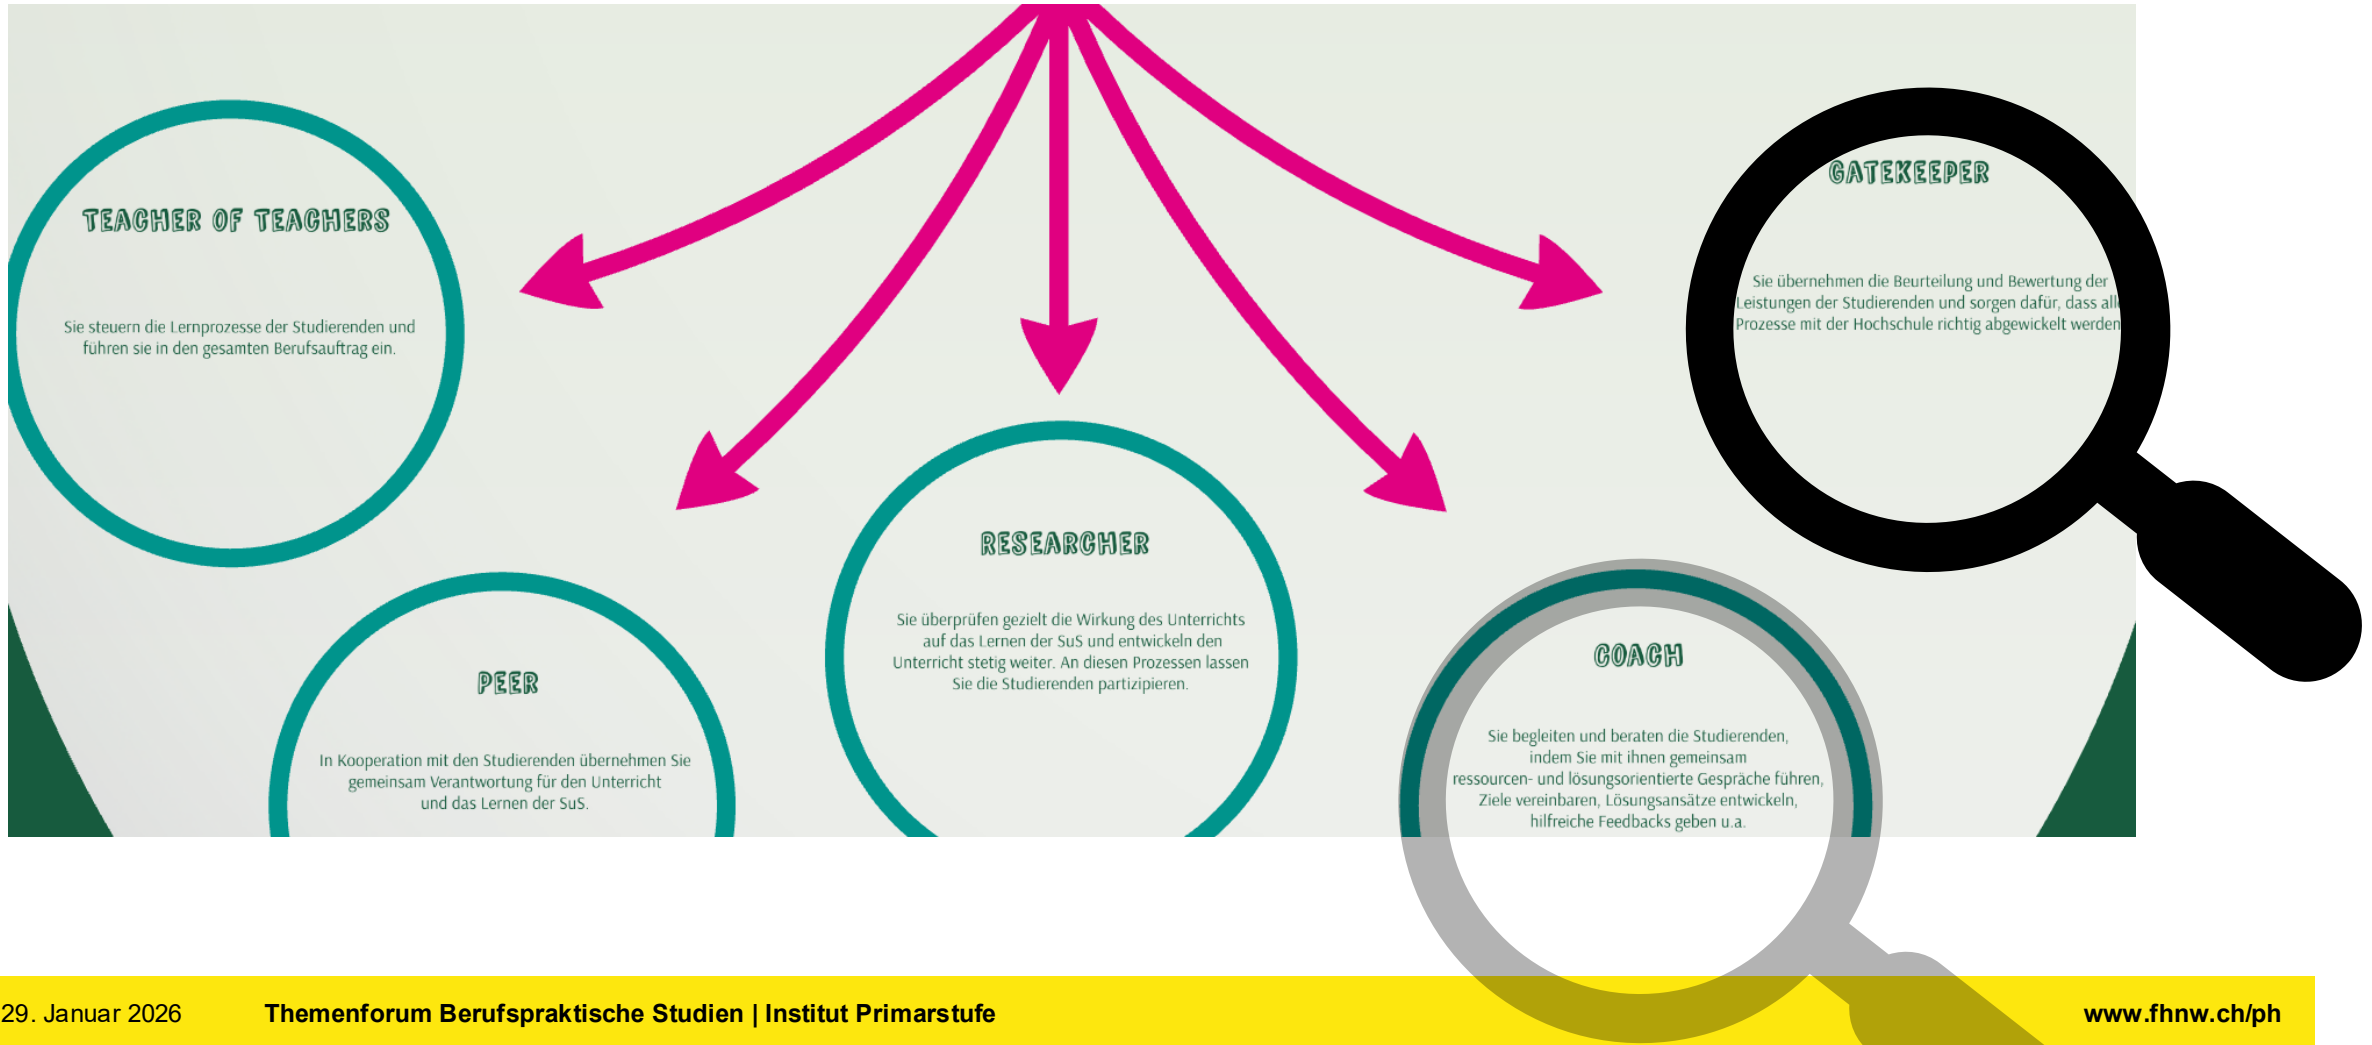 TEACHER OF TEACHERS
Sie steuern die Lernprozesse der Studierenden und
führen sie in den gesamten Berufsauftrag ein.
PEER
In Kooperation mit den Studierenden übernehmen Sie
gemeinsam Verantwortung für den Unterricht
und das Lernen der SuS.
RESEARCHER
Sie überprüfen gezielt die Wirkung des Unterrichts
auf das Lernen der SuS und entwickeln den
Unterricht stetig weiter. An diesen Prozessen lassen
Sie die Studierenden partizipieren.
COACH
Sie begleiten und beraten die Studierenden,
indem Sie mit ihnen gemeinsam
ressourcen- und lösungsorientierte Gespräche führen,
Ziele vereinbaren, Lösungsansätze entwickeln,
hilfreiche Feedbacks geben u.a.
GATEKEEPER
Sie übernehmen die Beurteilung und Bewertung der
Leistungen der Studierenden und sorgen dafür, dass alle
Prozesse mit der Hochschule richtig abgewickelt werden
29. Januar 2026
Themenforum Berufspraktische Studien | Institut Primarstufe
www.fhnw.ch/ph